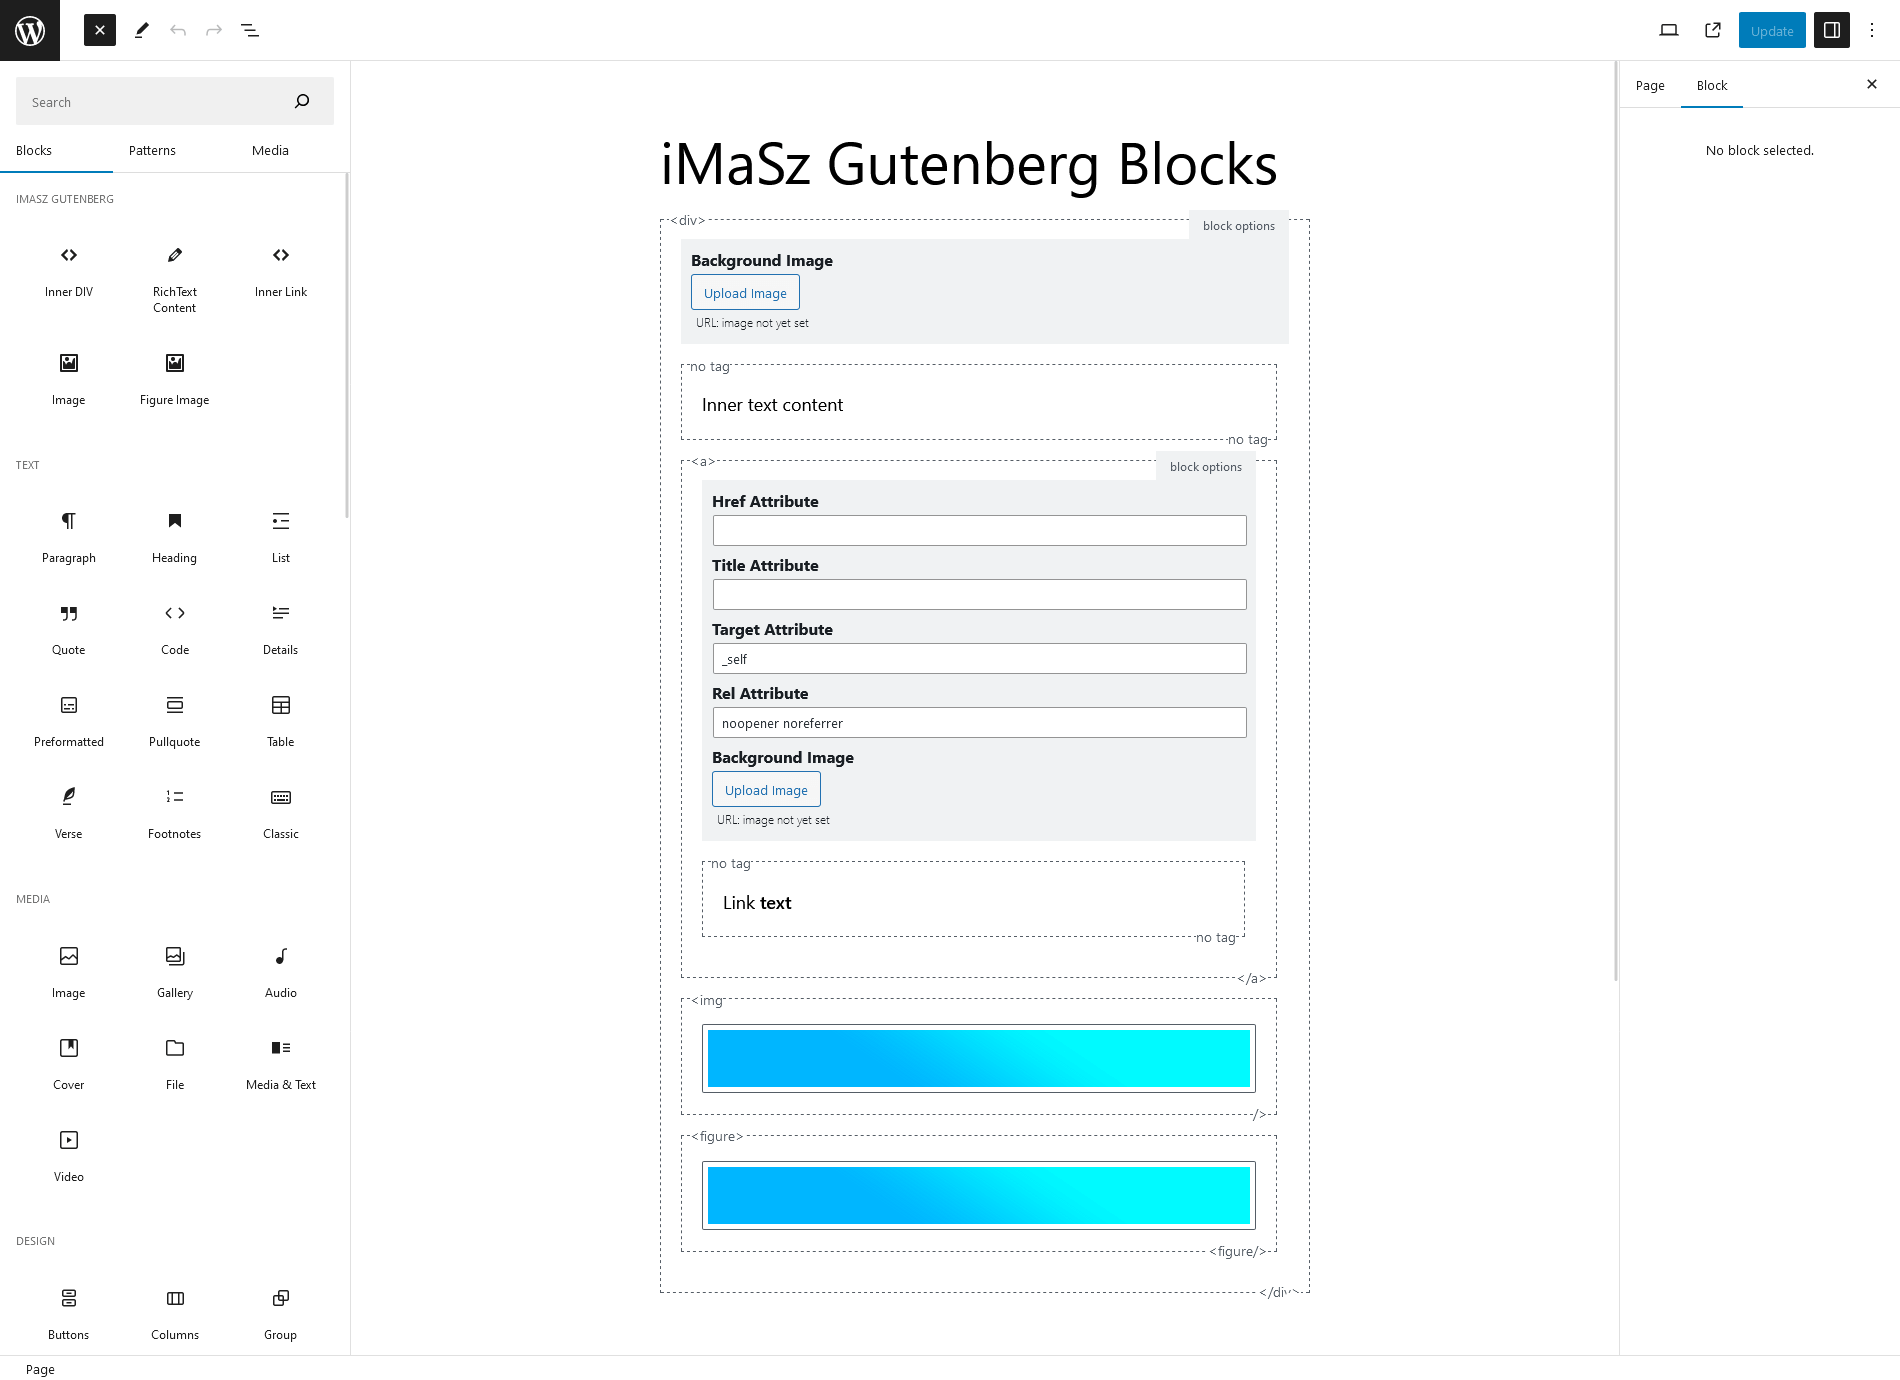 Update
Search
Blocks Patterns Media
IMASZ GUTENBERG
Inner DIV RichText Content Inner Link
Image Figure Image
TEXT
Paragraph Heading List
Quote Code Details
Preformatted Pullquote Table
Verse Footnotes Classic
MEDIA
Image Gallery Audio
Cover File Media & Text
Video
DESIGN
Buttons Columns Group
iMaSz Gutenberg Blocks
<div>
block options
Background Image
Upload Image
URL: image not yet set
no tag
Inner text content
no tag
<a>
block options
Href Attribute
Title Attribute
Target Attribute
_self
Rel Attribute
noopener noreferrer
Background Image
Upload Image
URL: image not yet set
no tag
Link text
no tag
</a>
<img
/>
<figure>
<figure/>
</div>
Page Block
No block selected.
Page